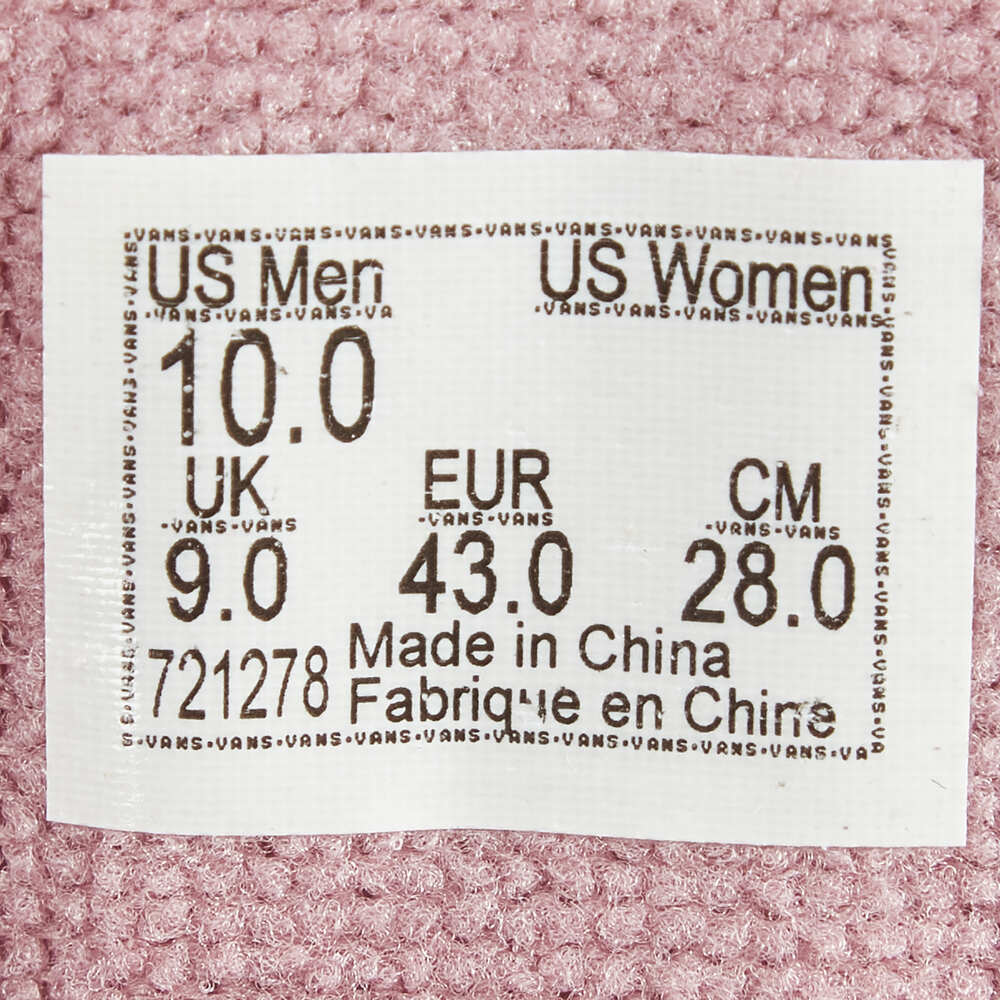 VANS•VANS•VANS•VANS•VANS•VANS•VANS•VANS•VANS•VANS•VANS
US Men US Women
•VANS•VANS•VANS•VA •VANS•VANS•VANS•VANS•VANS
10.0
UK EUR CM
•VANS•VANS •VANS•VANS •VANS•VANS
9.0 43.0 28.0
721278 Made in China
Fabrique en Chine
S•VANS•VANS•VANS•VANS•VANS•VANS•VANS•VANS•VANS•VANS•VA